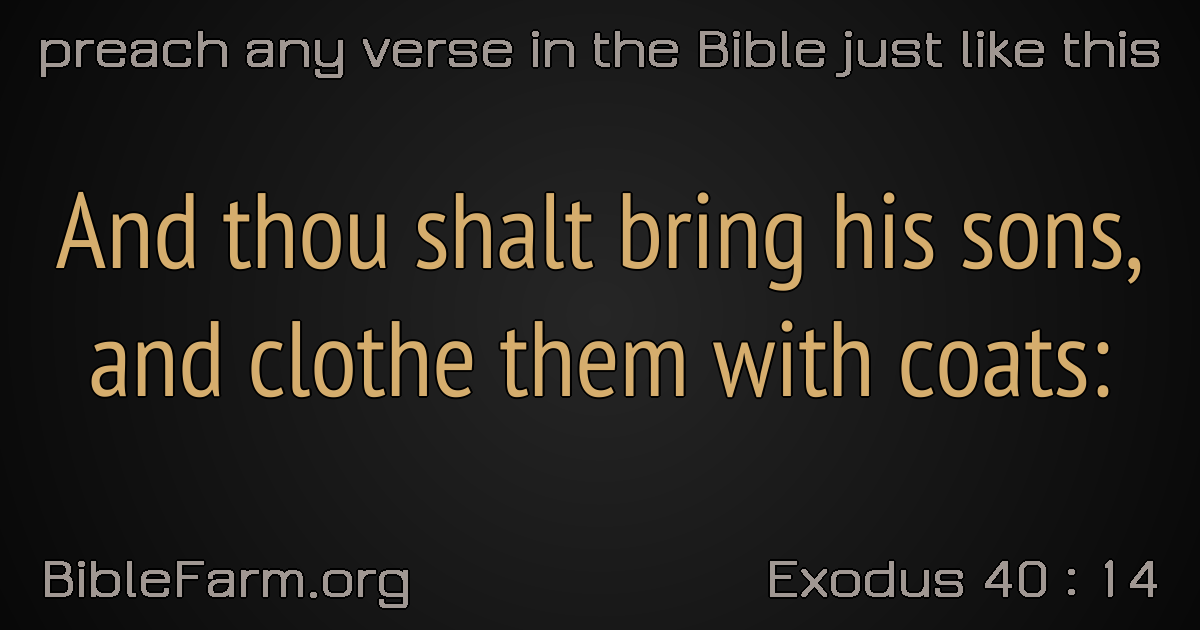 preach any verse in the Bible just like this
And thou shalt bring his sons,
and clothe them with coats:
BibleFarm.org
Exodus 40 : 14